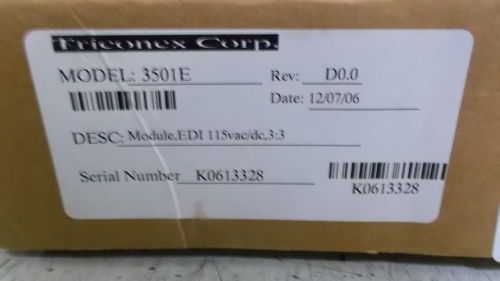 Triconex Corp.
MODEL: 3501E Rev: D0.0
Date: 12/07/06
DESC: Module,EDI 115vac/dc,3:3
Serial Number K0613328
K0613328